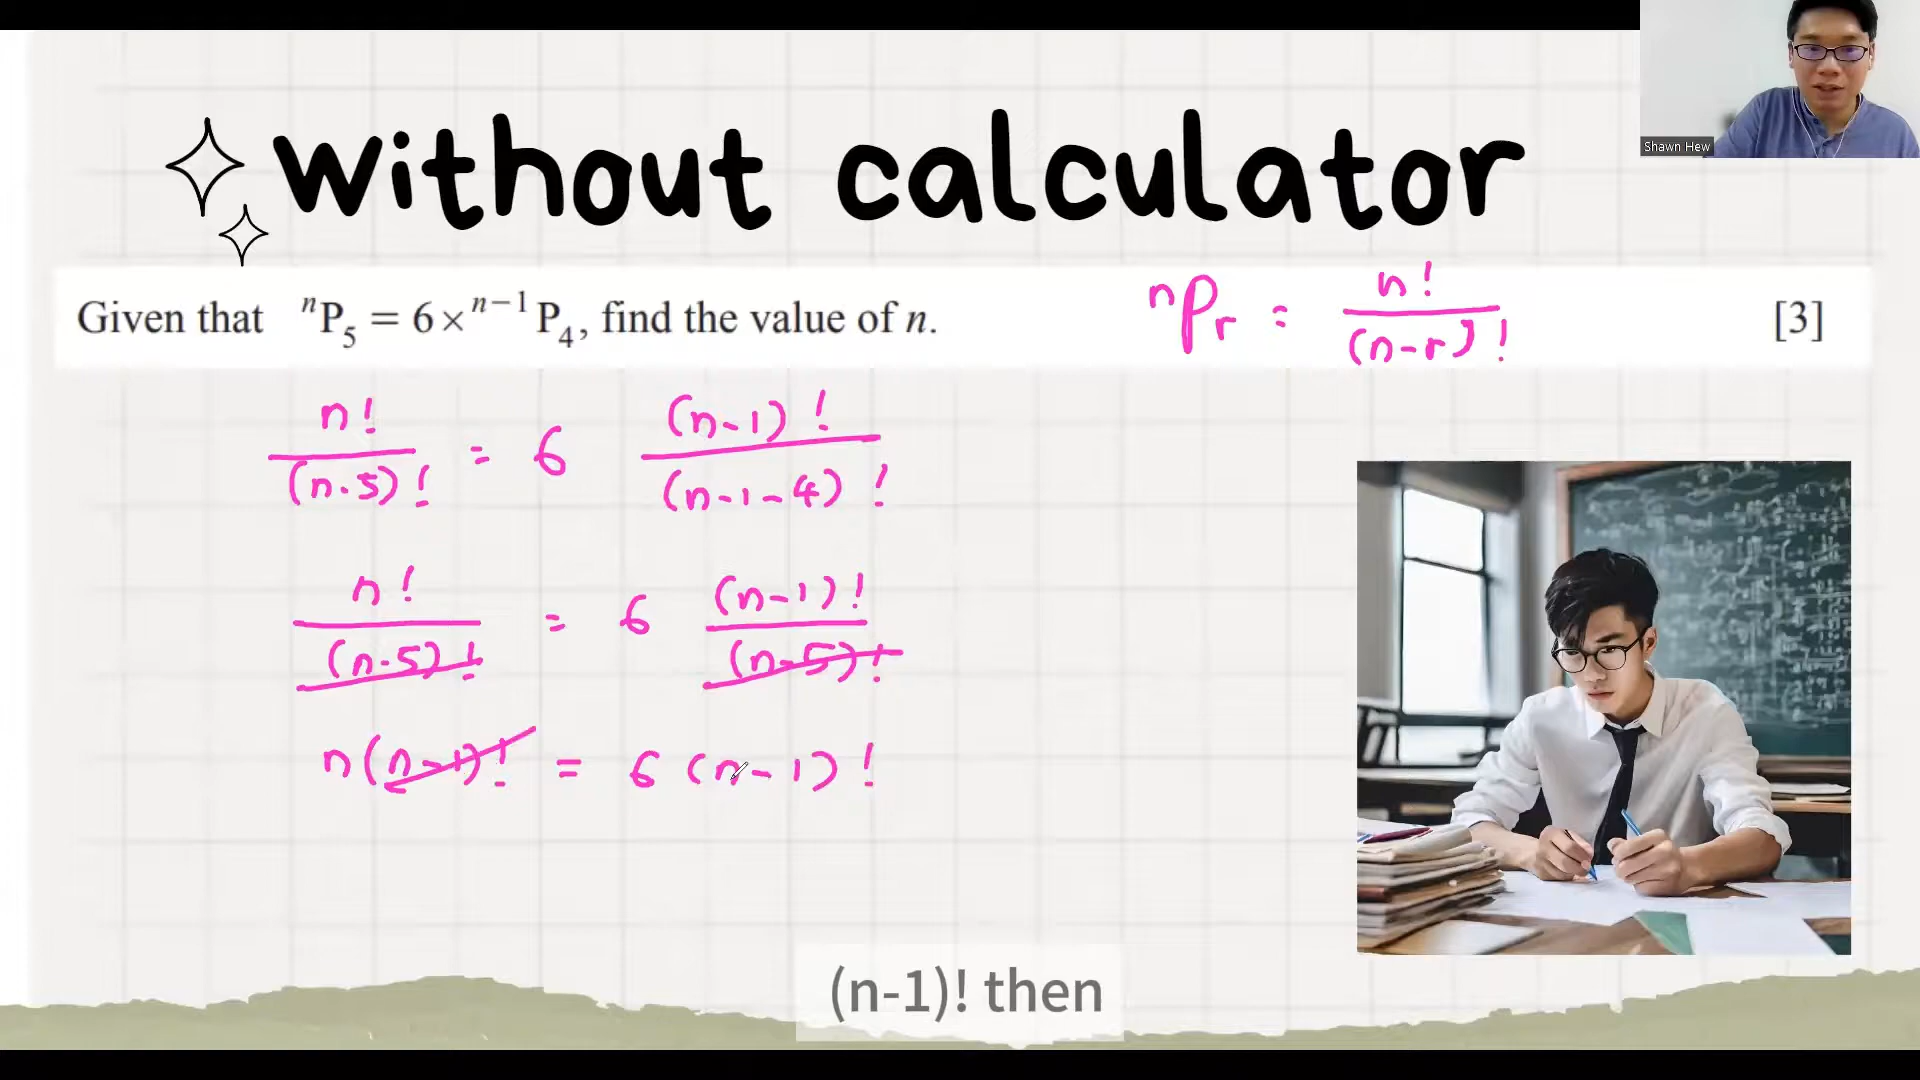 Shawn Hew
without calculator
Given that ⁿP₅ = 6 × ⁿ⁻¹P₄, find the value of n. [3]
ⁿPᵣ = n! / (n-r)!
n! / (n-5)! = 6 (n-1)! / (n-1-4)!
n! / (n-5)! = 6 (n-1)! / (n-5)!
n(n-1)! = 6(n-1)!
(n-1)! then